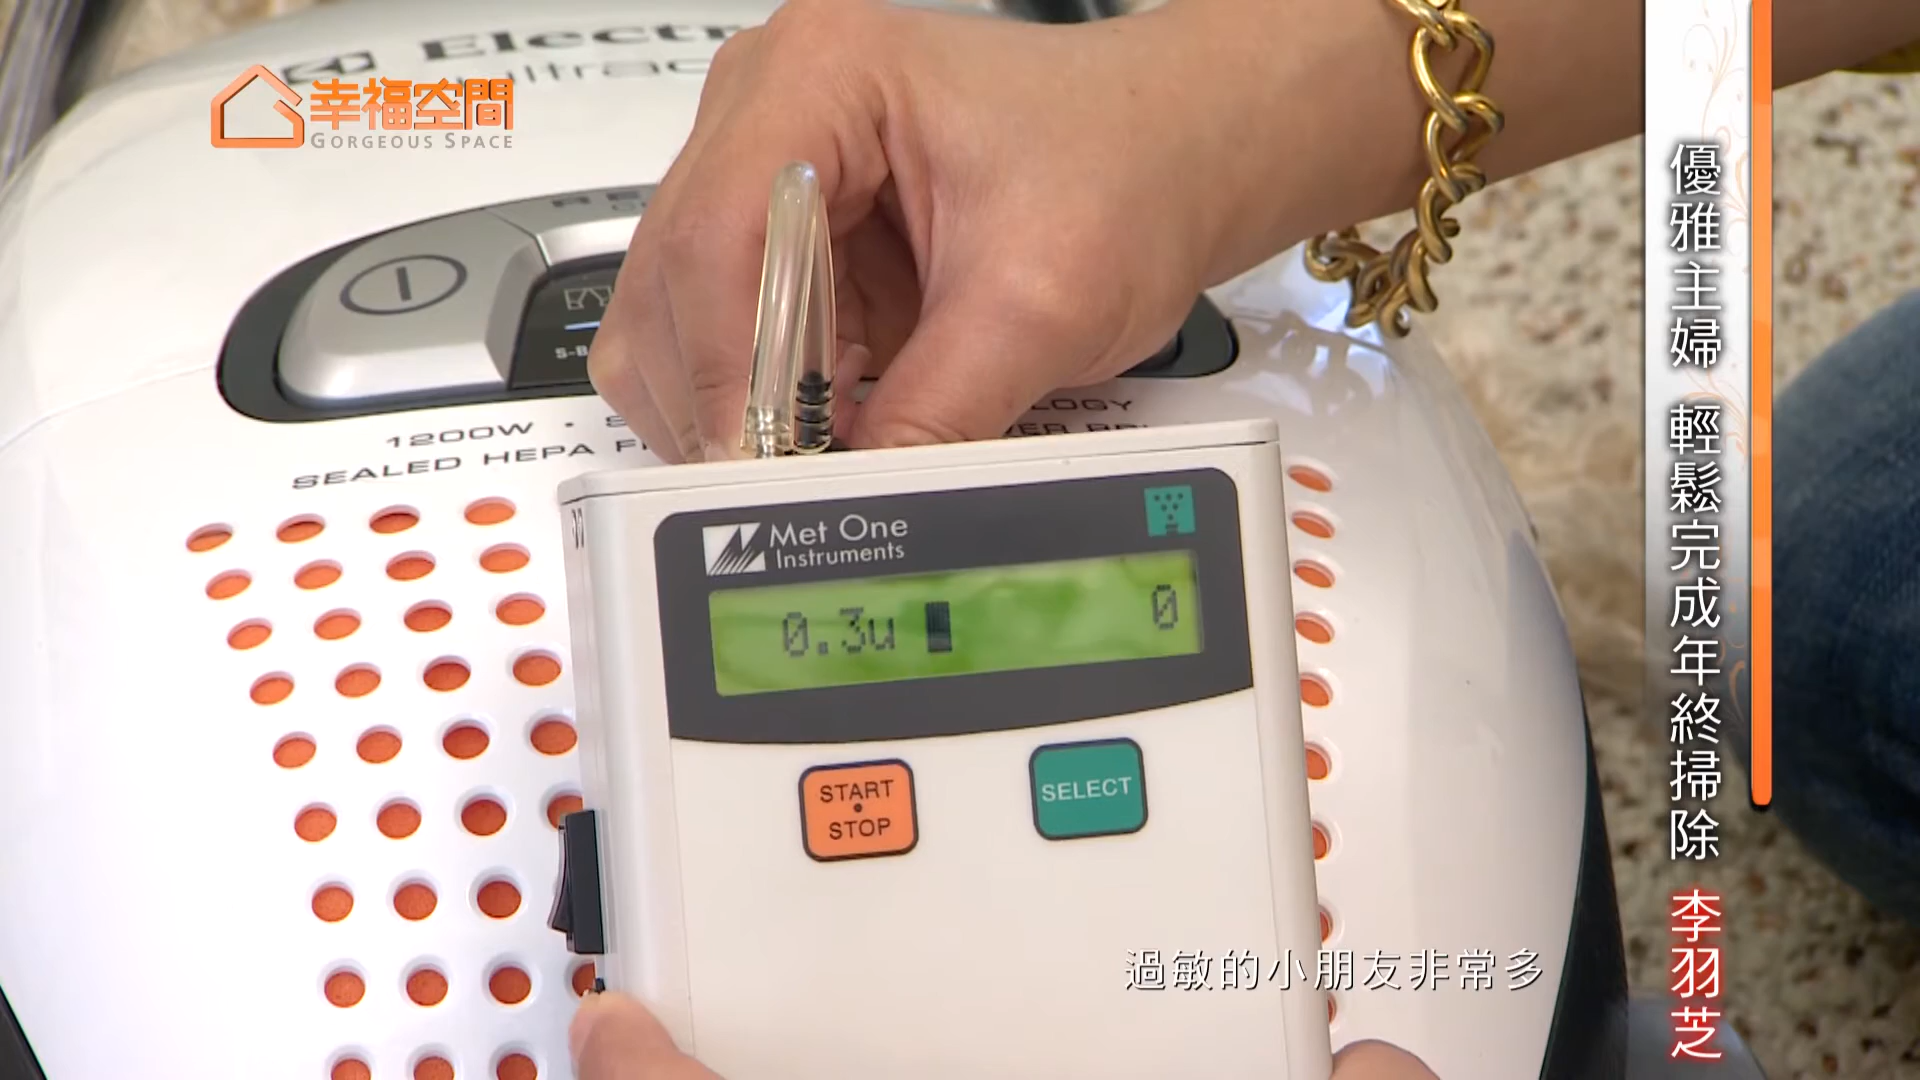 幸福空間
GORGEOUS SPACE
1200W
SEALED HEPA
Met One
Instruments
0.3u
0
START
STOP
SELECT
過敏的小朋友非常多
優雅主婦 輕鬆完成年終掃除 李羽芝